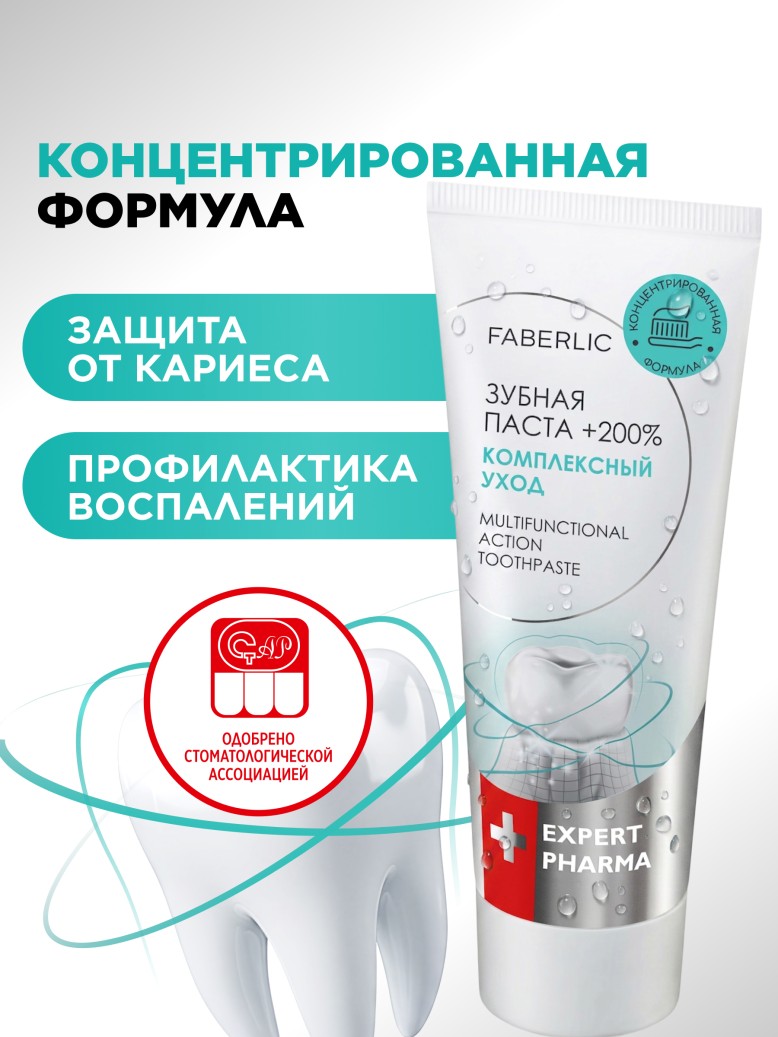 КОНЦЕНТРИРОВАННАЯ
ФОРМУЛА
ЗАЩИТА
ОТ КАРИЕСА
ПРОФИЛАКТИКА
ВОСПАЛЕНИЙ
СтАР
ОДОБРЕНО
СТОМАТОЛОГИЧЕСКОЙ
АССОЦИАЦИЕЙ
КОНЦЕНТРИРОВАННАЯ
ФОРМУЛА
FABERLIC
ЗУБНАЯ
ПАСТА +200%
КОМПЛЕКСНЫЙ
УХОД
MULTIFUNCTIONAL
ACTION
TOOTHPASTE
EXPERT
PHARMA